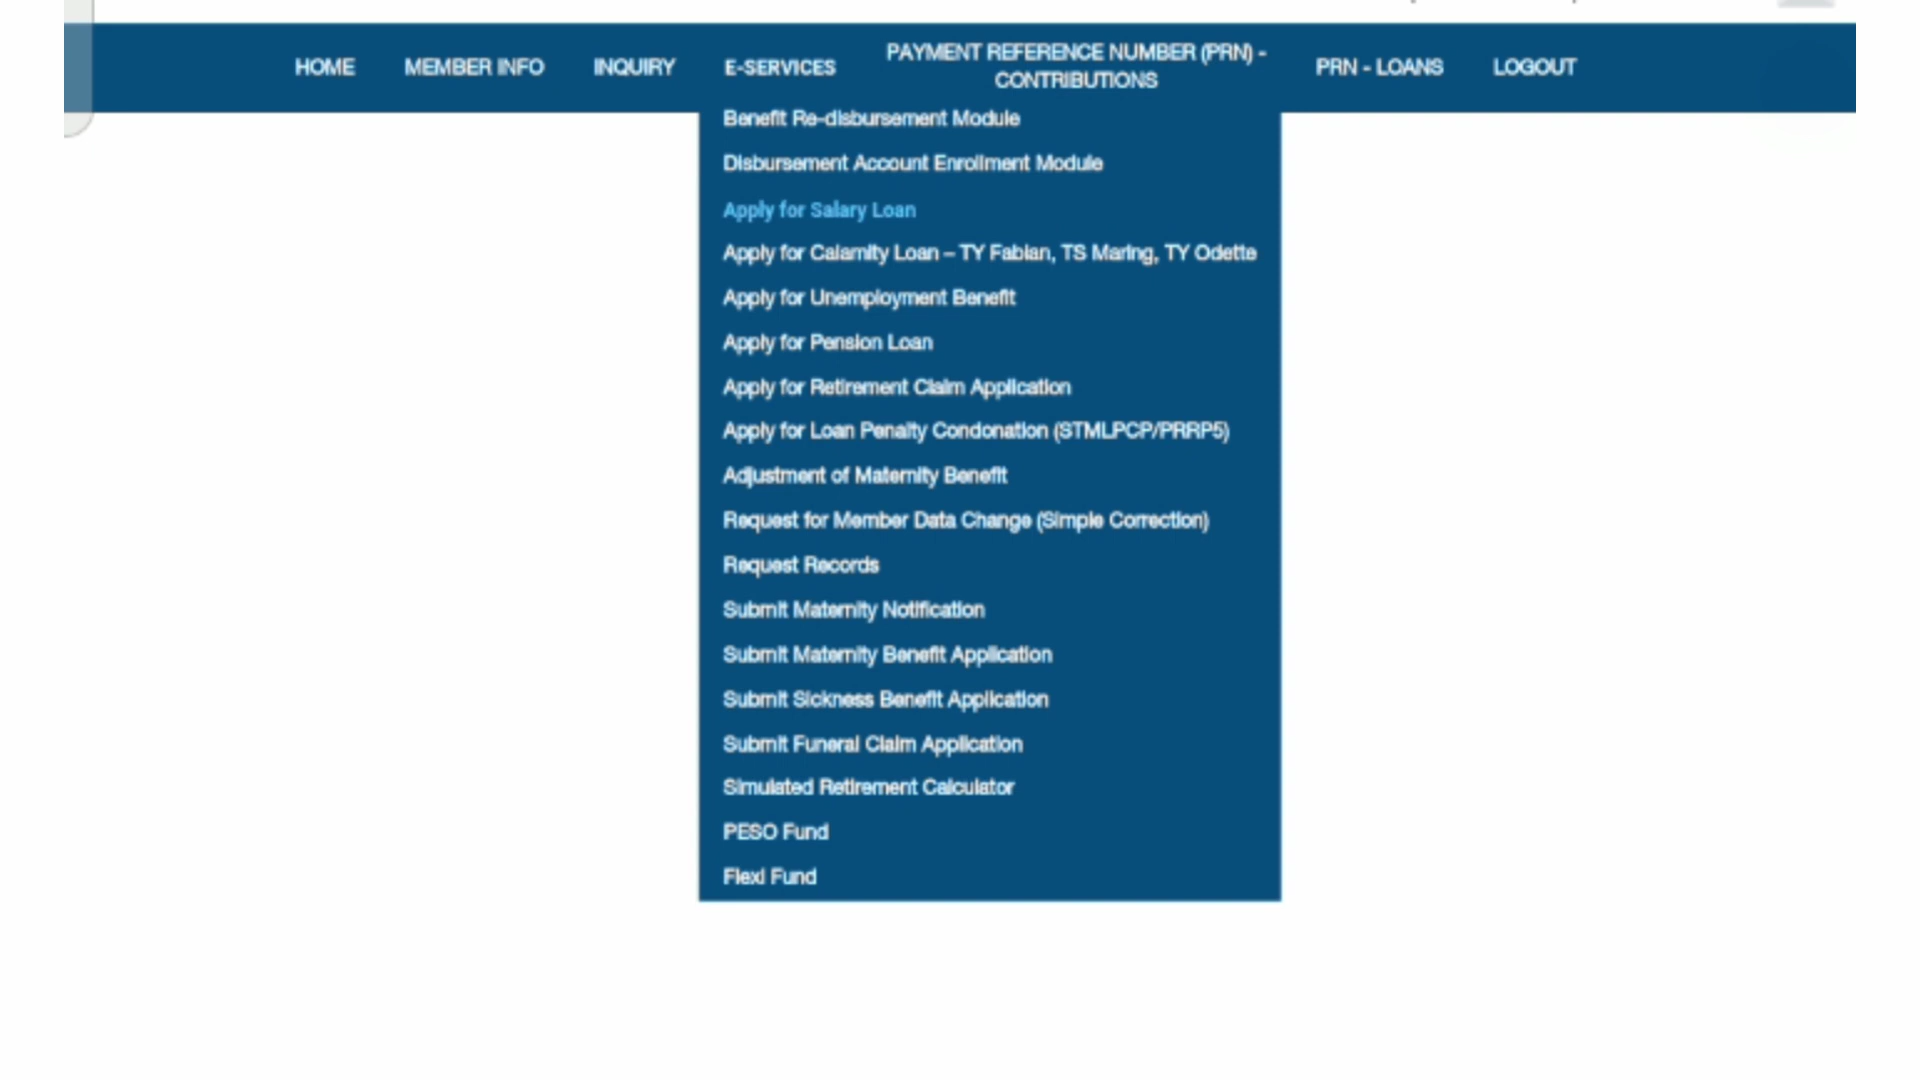 HOME
MEMBER INFO
INQUIRY
E-SERVICES
PAYMENT REFERENCE NUMBER (PRN) -
CONTRIBUTIONS
PRN - LOANS
LOGOUT
Benefit Re-disbursement Module
Disbursement Account Enrollment Module
Apply for Salary Loan
Apply for Calamity Loan – TY Fabian, TS Maring, TY Odette
Apply for Unemployment Benefit
Apply for Pension Loan
Apply for Retirement Claim Application
Apply for Loan Penalty Condonation (STMLPCP/PRRP5)
Adjustment of Maternity Benefit
Request for Member Data Change (Simple Correction)
Request Records
Submit Maternity Notification
Submit Maternity Benefit Application
Submit Sickness Benefit Application
Submit Funeral Claim Application
Simulated Retirement Calculator
PESO Fund
Flexi Fund